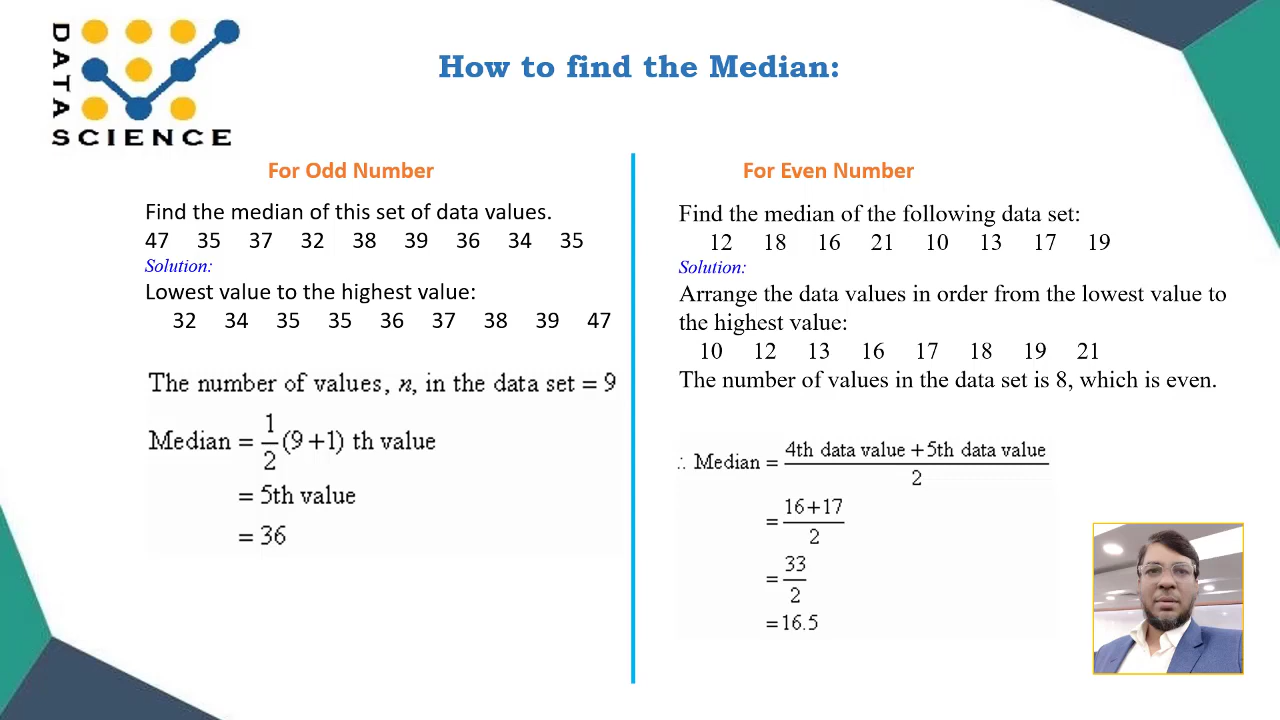 DATA
SCIENCE
How to find the Median:
For Odd Number
Find the median of this set of data values.
47 35 37 32 38 39 36 34 35
Solution:
Lowest value to the highest value:
32 34 35 35 36 37 38 39 47
The number of values, n, in the data set = 9
Median = 1/2 (9+1) th value
= 5th value
= 36
For Even Number
Find the median of the following data set:
12 18 16 21 10 13 17 19
Solution:
Arrange the data values in order from the lowest value to
the highest value:
10 12 13 16 17 18 19 21
The number of values in the data set is 8, which is even.
∴ Median = 4th data value + 5th data value / 2
= 16+17 / 2
= 33 / 2
= 16.5